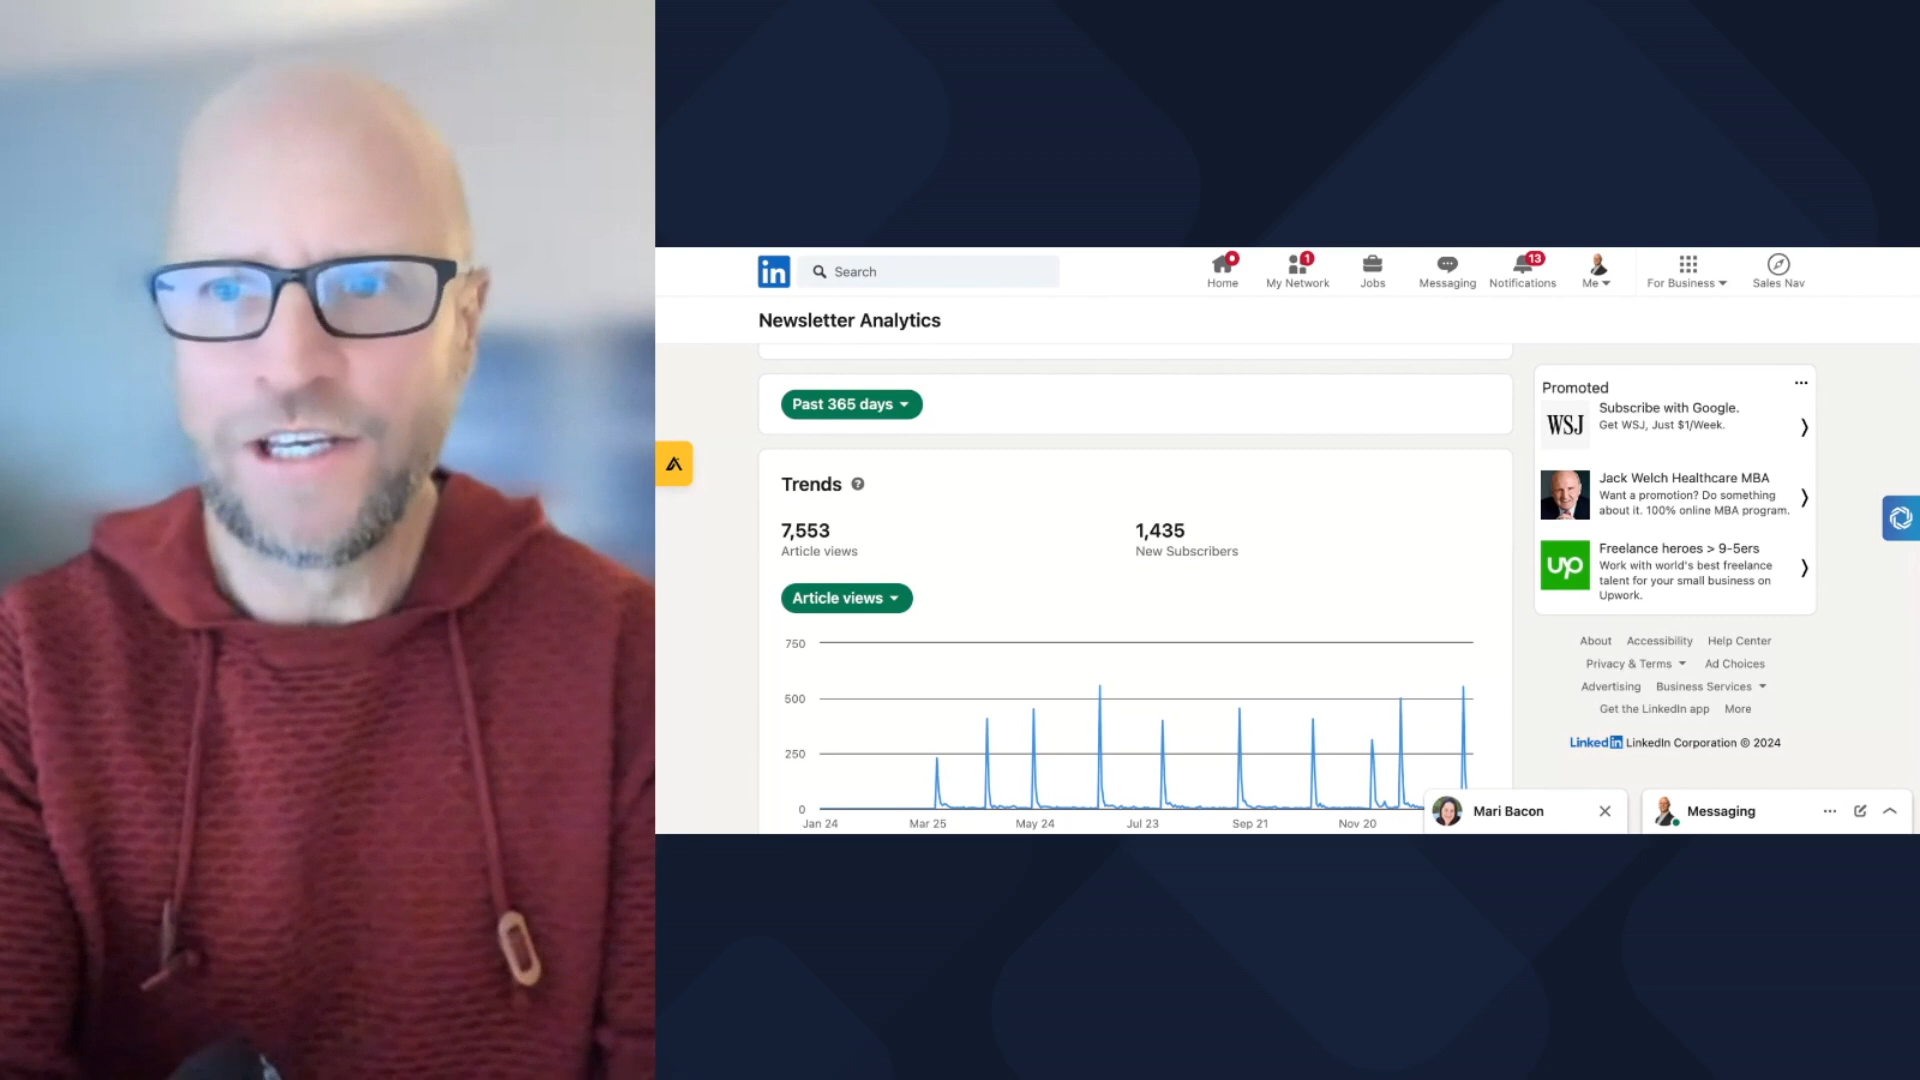 in
Search
Home
1
My Network
Jobs
Messaging
13
Notifications
Me
For Business
Sales Nav
Newsletter Analytics
Past 365 days
Trends ?
7,553
Article views
1,435
New Subscribers
Article views
750
500
250
0
Jan 24
Mar 25
May 24
Jul 23
Sep 21
Nov 20
Promoted
WSJ
Subscribe with Google.
Get WSJ, Just $1/Week.
Jack Welch Healthcare MBA
Want a promotion? Do something
about it. 100% online MBA program.
up
Freelance heroes > 9-5ers
Work with world's best freelance
talent for your small business on
Upwork.
About Accessibility Help Center
Privacy & Terms Ad Choices
Advertising Business Services
Get the LinkedIn app More
LinkedIn LinkedIn Corporation © 2024
Mari Bacon
Messaging